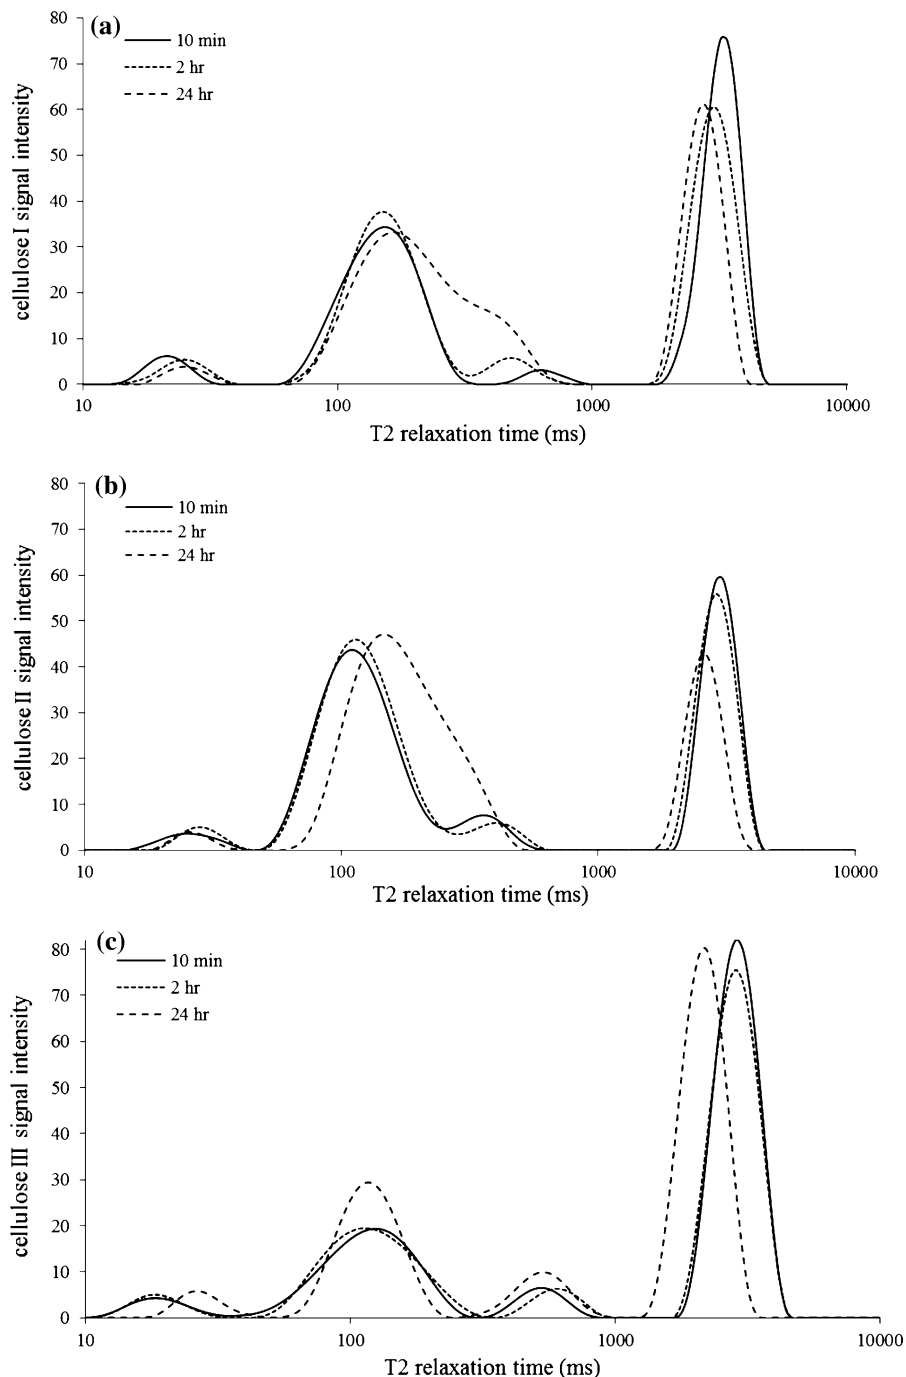 (a)
10 min
2 hr
24 hr
cellulose I signal intensity
80
70
60
50
40
30
20
10
0
10 100 1000 10000
T2 relaxation time (ms)
(b)
10 min
2 hr
24 hr
cellulose II signal intensity
80
70
60
50
40
30
20
10
0
10 100 1000 10000
T2 relaxation time (ms)
(c)
10 min
2 hr
24 hr
cellulose III signal intensity
80
70
60
50
40
30
20
10
0
10 100 1000 10000
T2 relaxation time (ms)